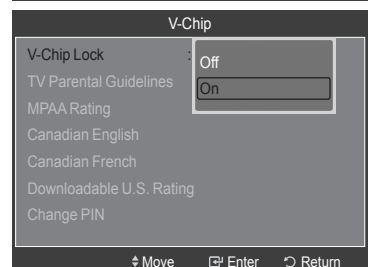 V-Chip
V-Chip Lock :
Off
On
TV Parental Guidelines
MPAA Rating
Canadian English
Canadian French
Downloadable U.S. Rating
Change PIN
Move Enter Return